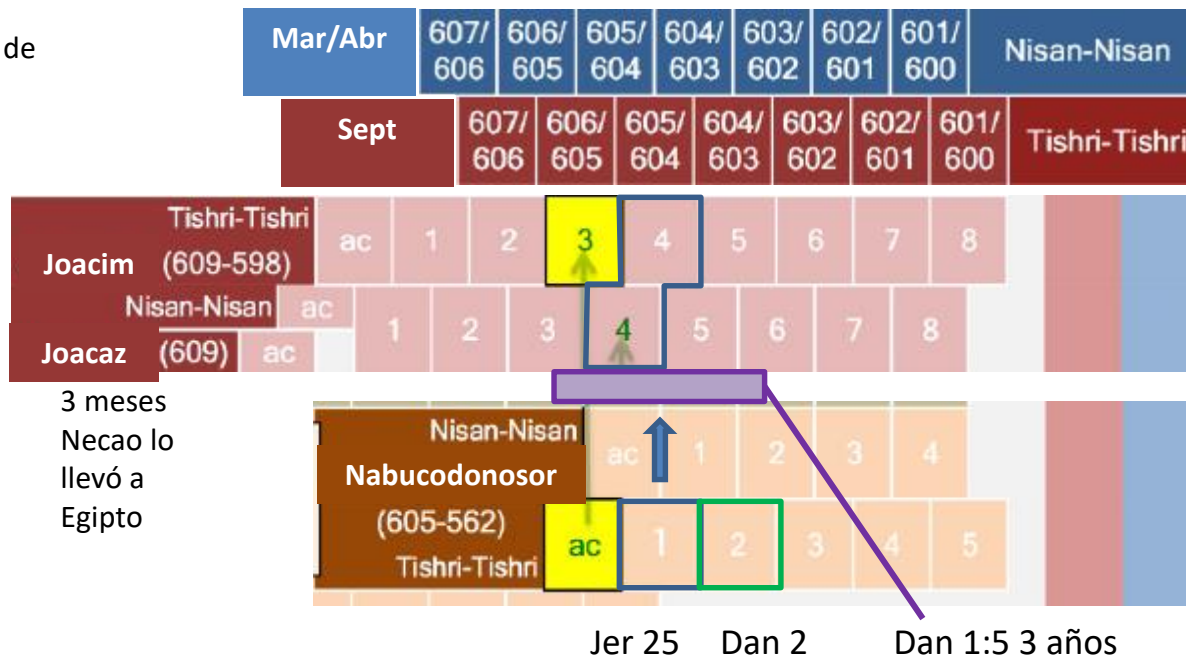 de
Mar/Abr
607/ 606/ 605/ 604/ 603/ 602/ 601/
606 605 604 603 602 601 600
Nisan-Nisan
Sept
607/ 606/ 605/ 604/ 603/ 602/ 601/
606 605 604 603 602 601 600
Tishri-Tishri
Tishri-Tishri
Joacim (609-598)
ac 1 2 3 4 5 6 7 8
Nisan-Nisan ac
1 2 3 4 5 6 7 8
Joacaz (609) ac
3 meses
Necao lo
llevó a
Egipto
Nisan-Nisan
ac 1 2 3 4
Nabucodonosor
(605-562)
Tishri-Tishri
ac 1 2 3 4 5
Jer 25 Dan 2 Dan 1:5 3 años